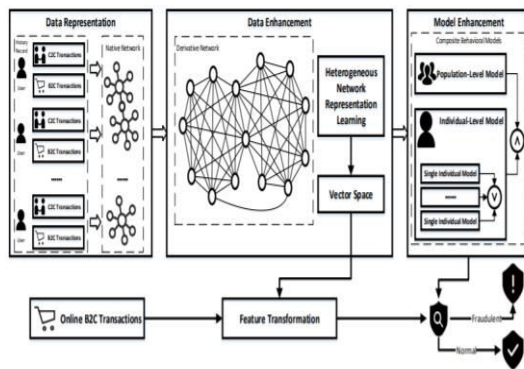 Data Representation
History Record
Native Network
C2C Transactions
B2C Transactions
User
C2C Transactions
B2C Transactions
User
......
......
C2C Transactions
B2C Transactions
User
Data Enhancement
Derivative Network
Heterogeneous
Network
Representation
Learning
Vector Space
Model Enhancement
Composite Behavioral Models
Population-Level Model
Individual-Level Model
Single Individual Model
......
Single Individual Model
∨
∧
Online B2C Transactions
Feature Transformation
Fraudulent
Normal